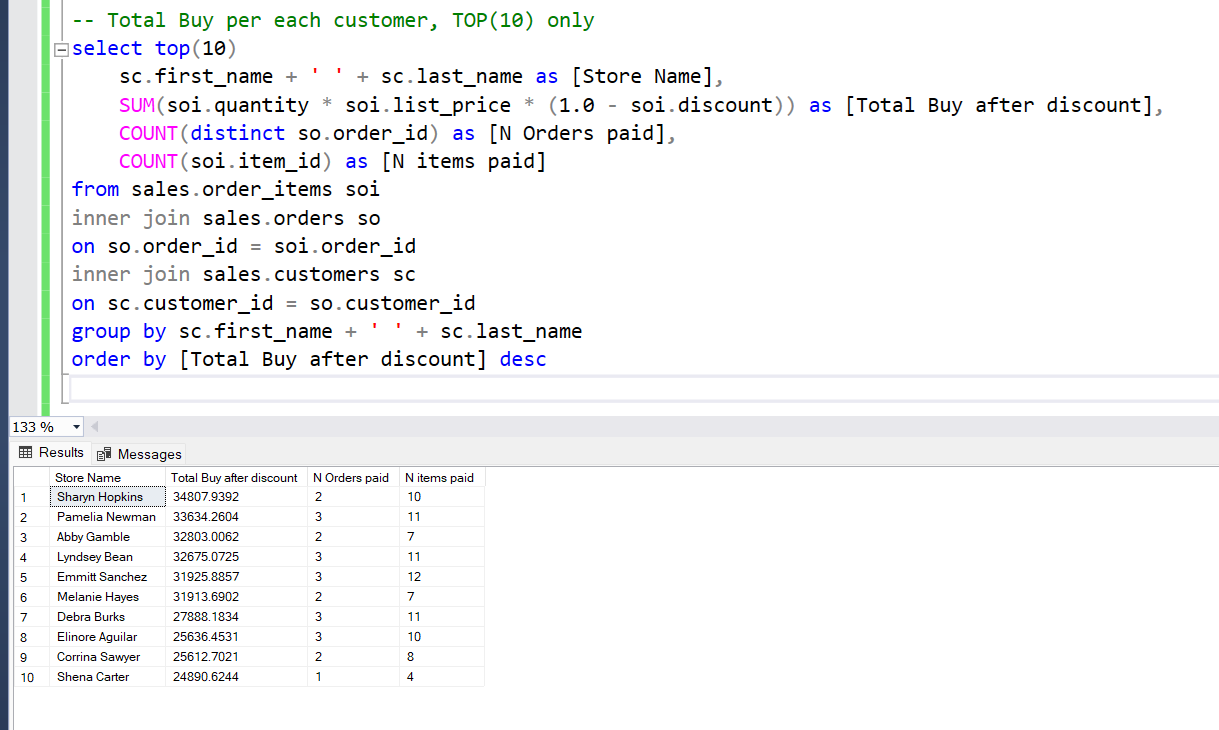 -- Total Buy per each customer, TOP(10) only
select top(10)
sc.first_name + ' ' + sc.last_name as [Store Name],
SUM(soi.quantity * soi.list_price * (1.0 - soi.discount)) as [Total Buy after discount],
COUNT(distinct so.order_id) as [N Orders paid],
COUNT(soi.item_id) as [N items paid]
from sales.order_items soi
inner join sales.orders so
on so.order_id = soi.order_id
inner join sales.customers sc
on sc.customer_id = so.customer_id
group by sc.first_name + ' ' + sc.last_name
order by [Total Buy after discount] desc
133 %
Results Messages
Store Name Total Buy after discount N Orders paid N items paid
1 Sharyn Hopkins 34807.9392 2 10
2 Pamelia Newman 33634.2604 3 11
3 Abby Gamble 32803.0062 2 7
4 Lyndsey Bean 32675.0725 3 11
5 Emmitt Sanchez 31925.8857 3 12
6 Melanie Hayes 31913.6902 2 7
7 Debra Burks 27888.1834 3 11
8 Elinore Aguilar 25636.4531 3 10
9 Corrina Sawyer 25612.7021 2 8
10 Shena Carter 24890.6244 1 4